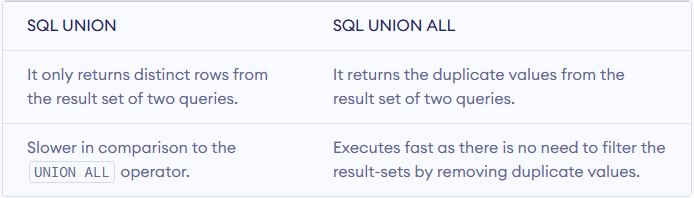 SQL UNION
SQL UNION ALL
It only returns distinct rows from
the result set of two queries.
It returns the duplicate values from the
result set of two queries.
Slower in comparison to the
UNION ALL operator.
Executes fast as there is no need to filter the
result-sets by removing duplicate values.